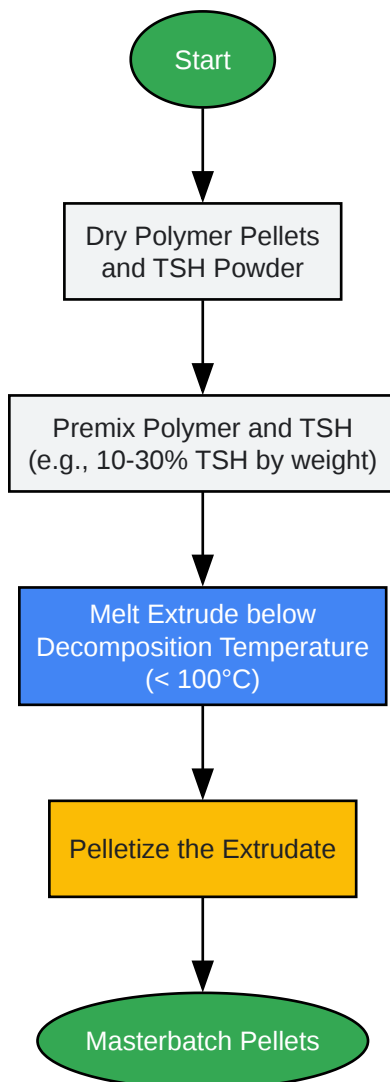 Start
Dry Polymer Pellets
and TSH Powder
Premix Polymer and TSH
(e.g., 10-30% TSH by weight)
Melt Extrude below
Decomposition Temperature
(< 100°C)
Pelletize the Extrudate
Masterbatch Pellets